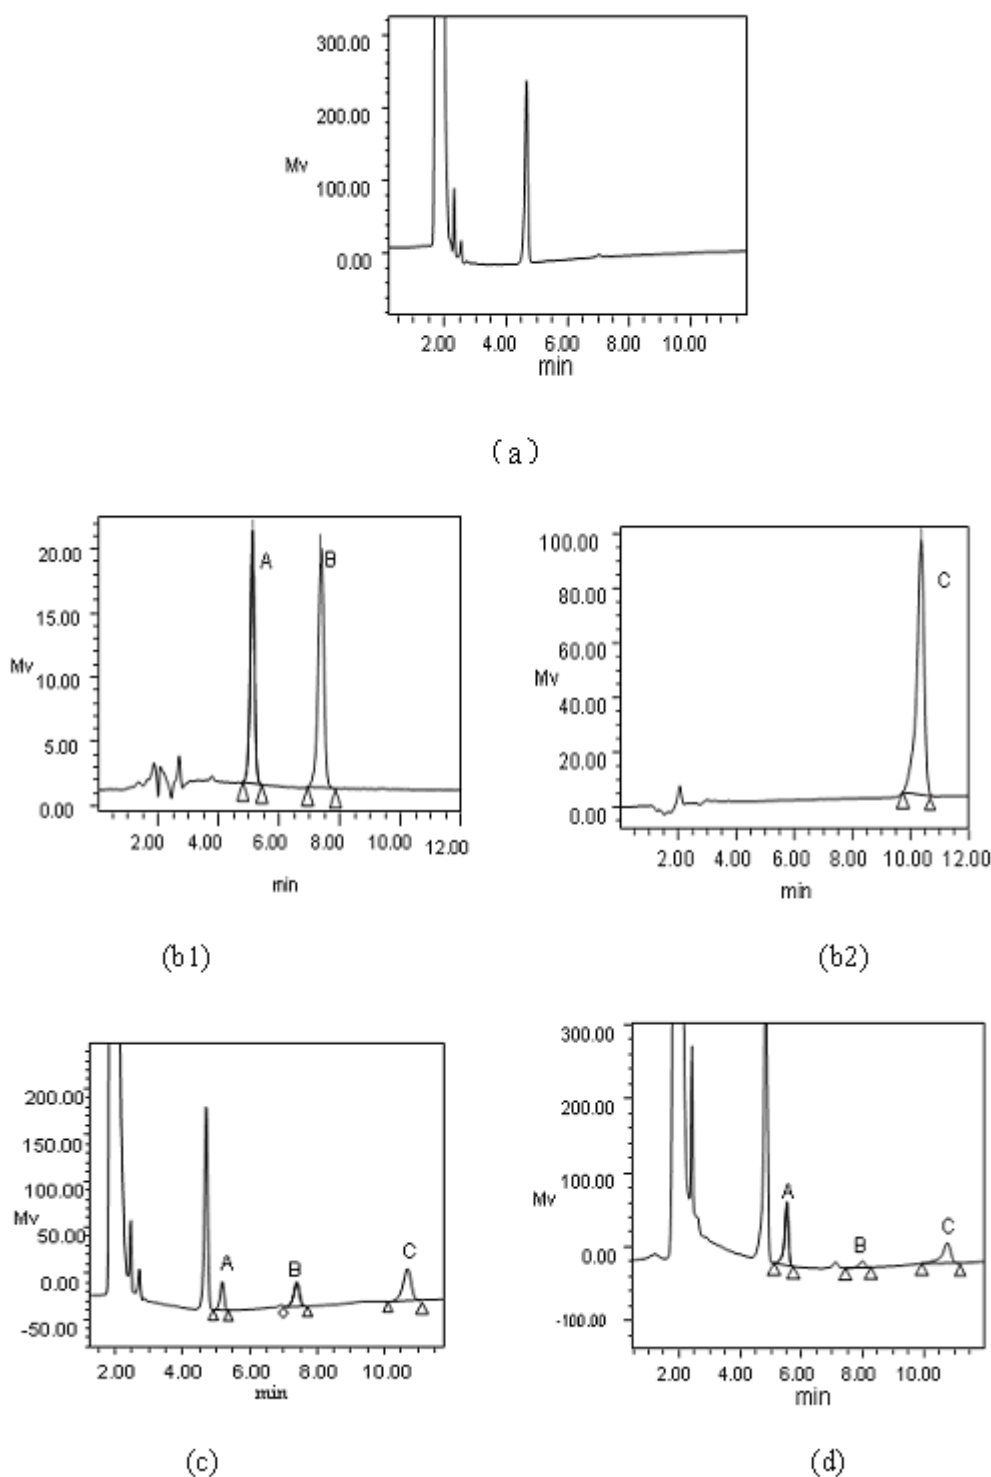 300.00
200.00
Mv
100.00
0.00
2.00 4.00 6.00 8.00 10.00
min
(a)
20.00
A
B
15.00
Mv
10.00
5.00
0.00
2.00 4.00 6.00 8.00 10.00 12.00
min
(b1)
100.00
C
80.00
60.00
Mv
40.00
20.00
0.00
2.00 4.00 6.00 8.00 10.00 12.00
min
(b2)
200.00
150.00
100.00
50.00
Mv
A
B
C
0.00
-50.00
2.00 4.00 6.00 8.00 10.00
min
(c)
300.00
200.00
100.00
Mv
A
B
C
0.00
-100.00
2.00 4.00 6.00 8.00 10.00
min
(d)